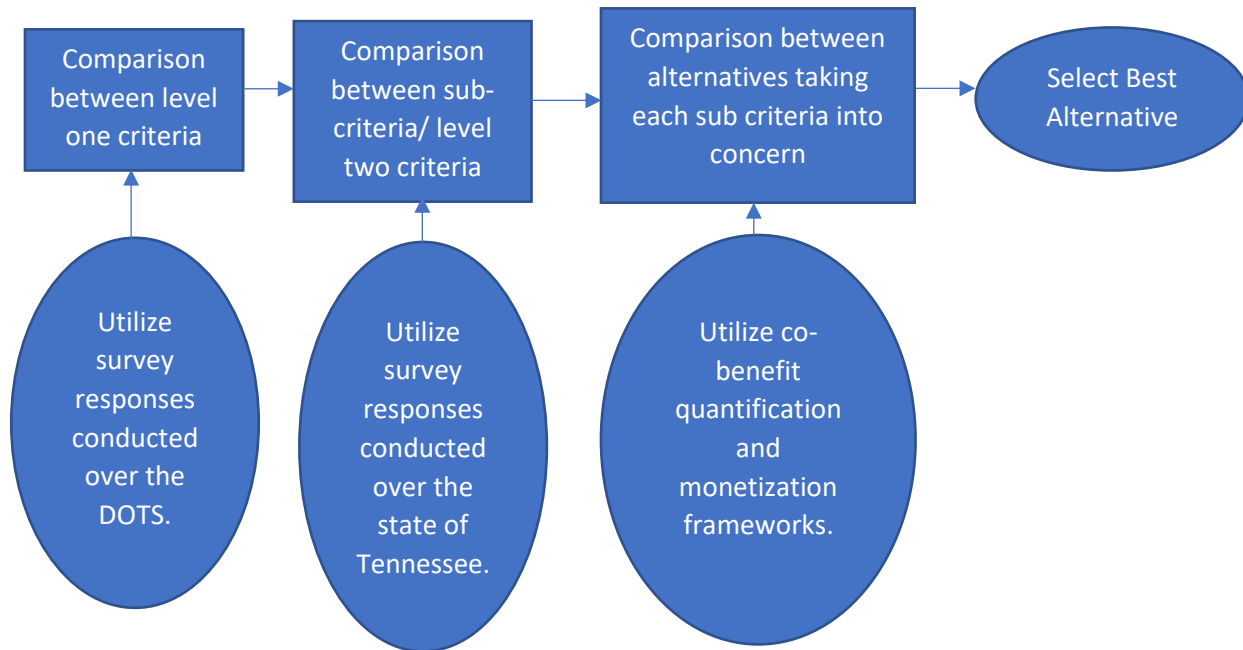 Comparison
between level
one criteria
Comparison
between sub-
criteria/ level
two criteria
Comparison between
alternatives taking
each sub criteria into
concern
Select Best
Alternative
Utilize
survey
responses
conducted
over the
DOTS.
Utilize
survey
responses
conducted
over the
state of
Tennessee.
Utilize co-
benefit
quantification
and
monetization
frameworks.